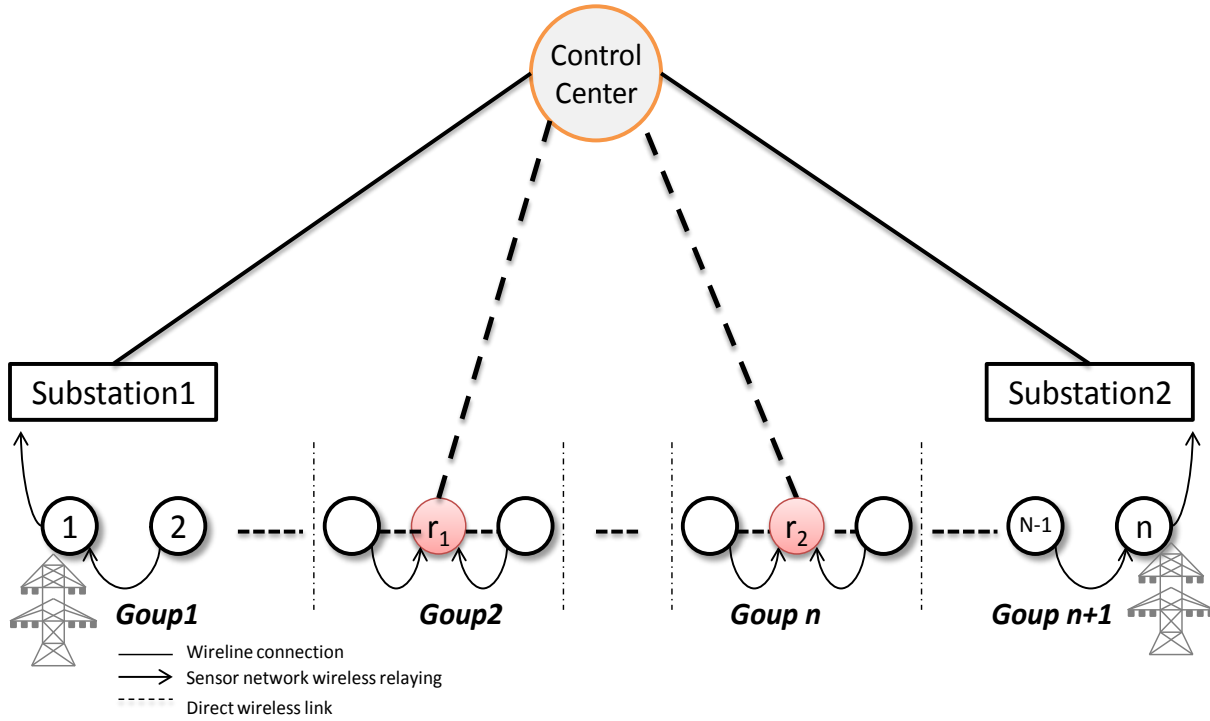 Control
Center
Substation1
Substation2
1
2
r1
r2
N-1
n
Goup1
Goup2
Goup n
Goup n+1
Wireline connection
Sensor network wireless relaying
Direct wireless link